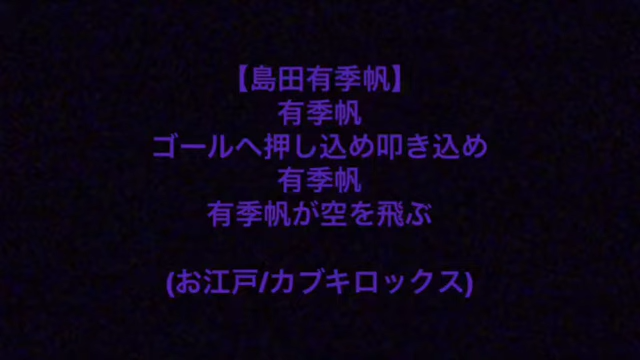 【島田有季帆】
有季帆
ゴールへ押し込め叩き込め
有季帆
有季帆が空を飛ぶ
(お江戸/カブキロックス)